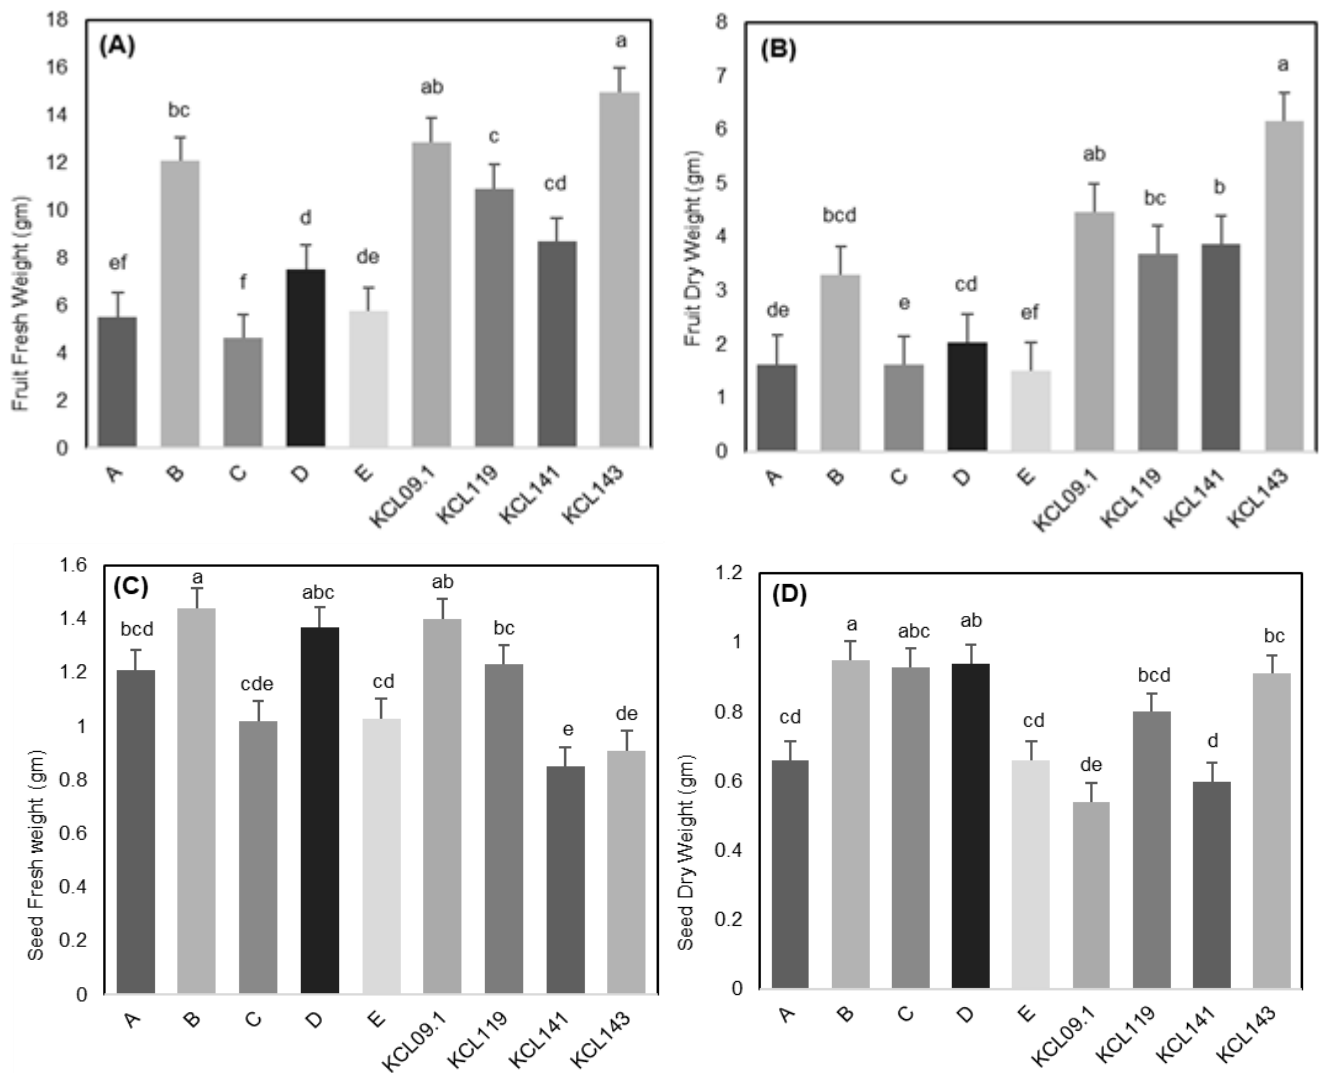 (A)
Fruit Fresh Weight (gm)
18
16
14
12
10
8
6
4
2
0
ef
bc
f
d
de
ab
c
cd
a
A
B
C
D
E
KCL09.1
KCL119
KCL141
KCL143
(B)
Fruit Dry Weight (gm)
8
7
6
5
4
3
2
1
0
de
bcd
e
cd
ef
ab
bc
b
a
A
B
C
D
E
KCL09.1
KCL119
KCL141
KCL143
(C)
Seed Fresh weight (gm)
1.6
1.4
1.2
1
0.8
0.6
0.4
0.2
0
bcd
a
cde
abc
cd
ab
bc
e
de
A
B
C
D
E
KCL09.1
KCL119
KCL141
KCL143
(D)
Seed Dry Weight (gm)
1.2
1
0.8
0.6
0.4
0.2
0
cd
a
abc
ab
cd
de
bcd
d
bc
A
B
C
D
E
KCL09.1
KCL119
KCL141
KCL143